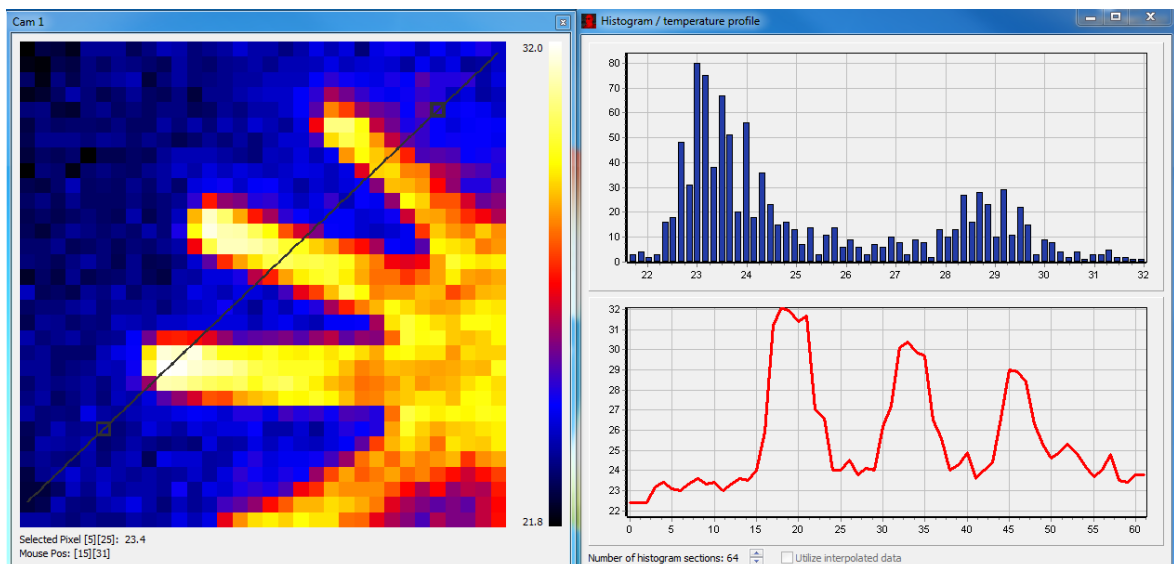 Cam 1
x
32.0
21.8
Selected Pixel [5][25]: 23.4
Mouse Pos: [15][31]
Histogram / temperature profile
80
70
60
50
40
30
20
10
0
22 23 24 25 26 27 28 29 30 31 32
32
31
30
29
28
27
26
25
24
23
22
0 5 10 15 20 25 30 35 40 45 50 55 60
Number of histogram sections: 64
Utilize interpolated data